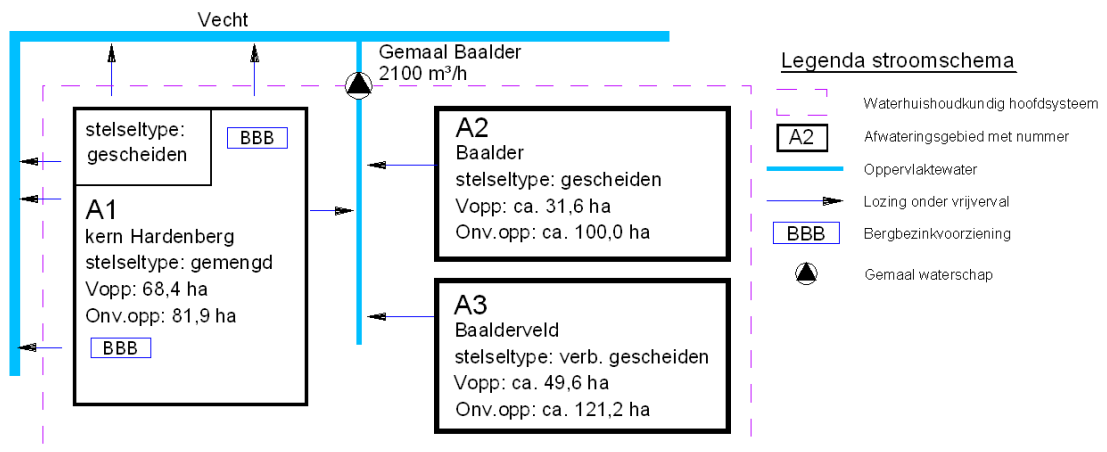 Vecht
Gemaal Baalder
2100 m³/h
stelseltype:
gescheiden
BBB
A1
kern Hardenberg
stelseltype: gemengd
Vopp: 68,4 ha
Onv.opp: 81,9 ha
BBB
A2
Baalder
stelseltype: gescheiden
Vopp: ca. 31,6 ha
Onv.opp: ca. 100,0 ha
A3
Baalderveld
stelseltype: verb. gescheiden
Vopp: ca. 49,6 ha
Onv.opp: ca. 121,2 ha
Legenda stroomschema
Waterhuishoudkundig hoofdsysteem
A2 Afwateringsgebied met nummer
Oppervlaktewater
Lozing onder vrijverval
BBB Bergbezinkvoorziening
Gemaal waterschap